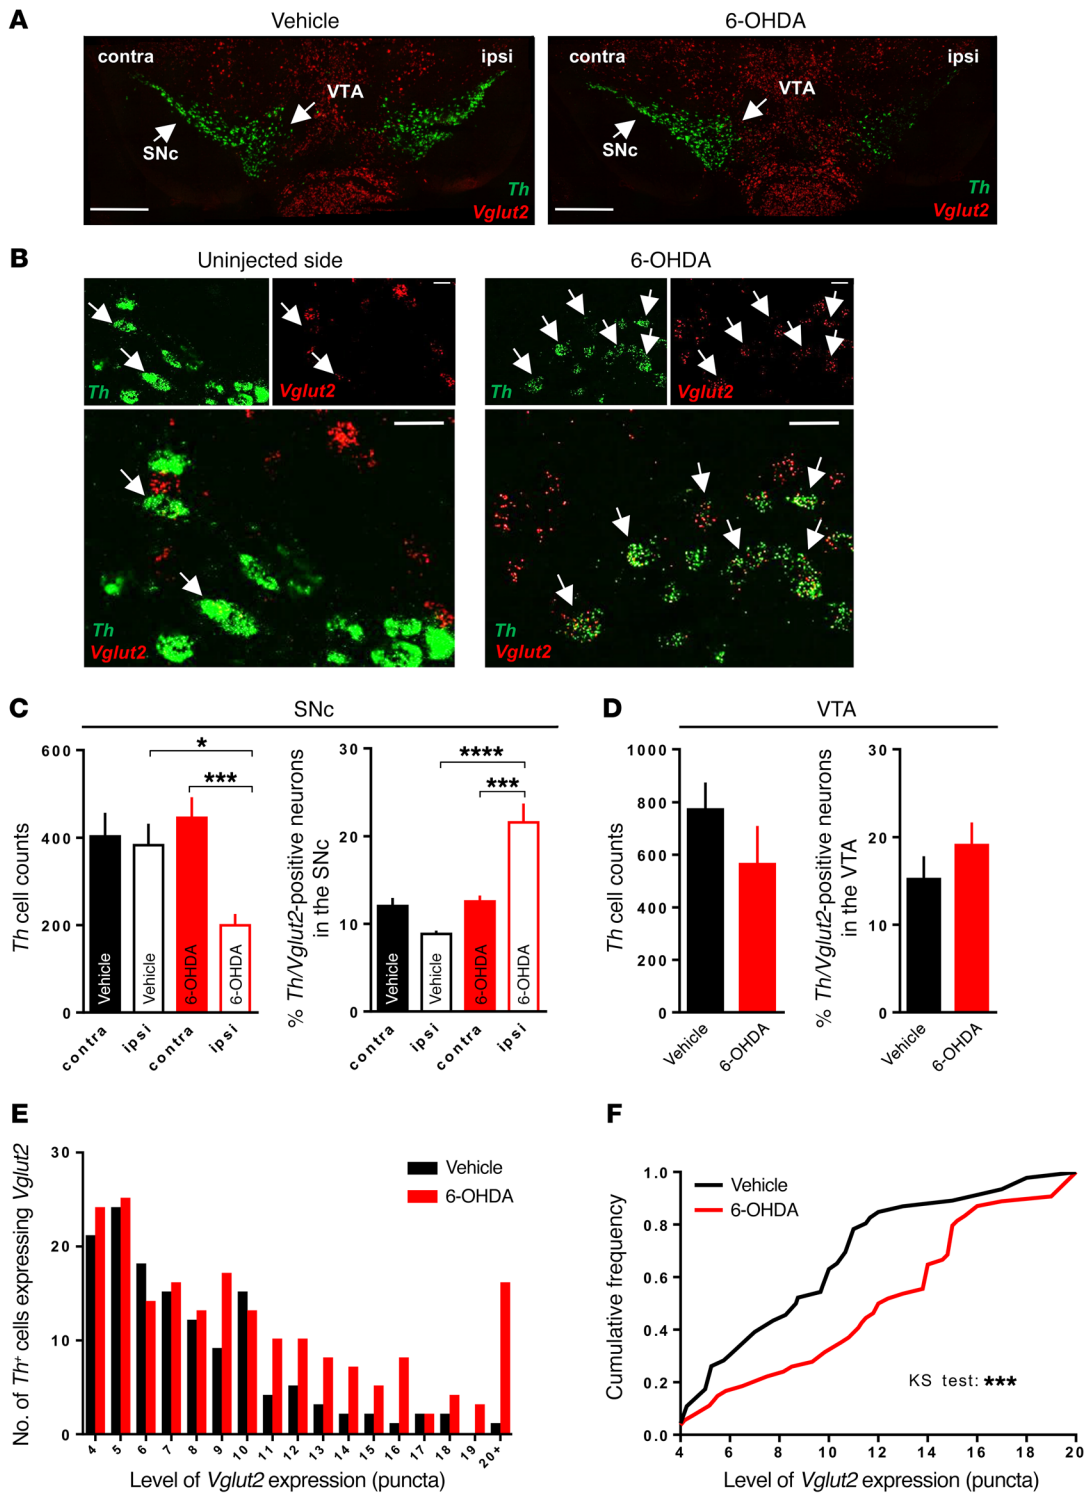 A
Vehicle
6-OHDA
contra
ipsi
VTA
SNc
Th
Vglut2
contra
ipsi
VTA
SNc
Th
Vglut2
B
Uninjected side
6-OHDA
Th
Vglut2
Th
Vglut2
Th
Vglut2
Th
Vglut2
C
SNc
Th cell counts
600
400
200
0
*
***
Vehicle
Vehicle
6-OHDA
6-OHDA
contra
ipsi
contra
ipsi
% Th/Vglut2-positive neurons
in the SNc
30
20
10
0
****
***
Vehicle
Vehicle
6-OHDA
6-OHDA
contra
ipsi
contra
ipsi
D
VTA
Th cell counts
1000
800
600
400
200
0
Vehicle
6-OHDA
% Th/Vglut2-positive neurons
in the VTA
30
20
10
0
Vehicle
6-OHDA
E
No. of Th+ cells expressing Vglut2
30
20
10
0
Vehicle
6-OHDA
4 5 6 7 8 9 10 11 12 13 14 15 16 17 18 19 20+
Level of Vglut2 expression (puncta)
F
Cumulative frequency
1.0
0.8
0.6
0.4
0.2
0.0
Vehicle
6-OHDA
KS test: ***
4 6 8 10 12 14 16 18 20
Level of Vglut2 expression (puncta)